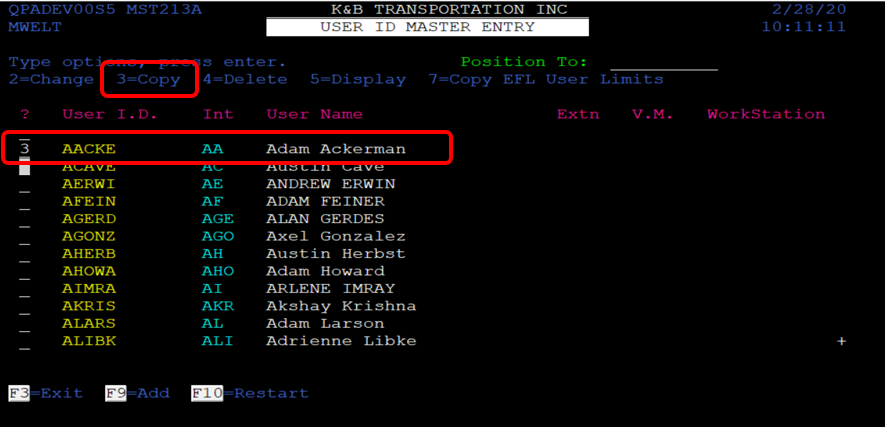 QPADEV00S5 MST213A K&B TRANSPORTATION INC 2/28/20
MWELT USER ID MASTER ENTRY 10:11:11
Type options, press enter. Position To:
2=Change 3=Copy 4=Delete 5=Display 7=Copy EFL User Limits
? User I.D. Int User Name Extn V.M. WorkStation
3 AACKE AA Adam Ackerman
ACAVE AC Austin Cave
AERWI AE ANDREW ERWIN
AFEIN AF ADAM FEINER
AGERD AGE ALAN GERDES
AGONZ AGO Axel Gonzalez
AHERB AH Austin Herbst
AHOWA AHO Adam Howard
AIMRA AI ARLENE IMRAY
AKRIS AKR Akshay Krishna
ALARS AL Adam Larson
ALIBK ALI Adrienne Libke +
F3=Exit F9=Add F10=Restart